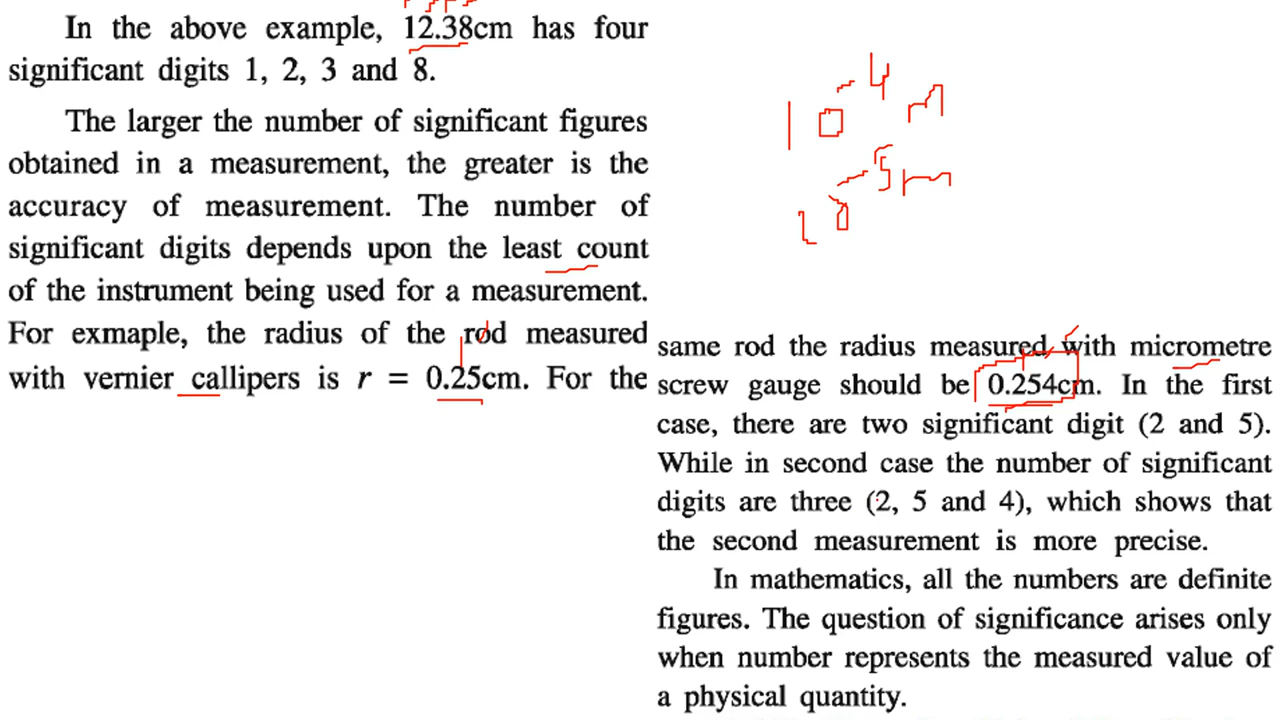 In the above example, 12.38cm has four
significant digits 1, 2, 3 and 8.
The larger the number of significant figures
obtained in a measurement, the greater is the
accuracy of measurement. The number of
significant digits depends upon the least count
of the instrument being used for a measurement.
For exmaple, the radius of the rod measured
with vernier callipers is r = 0.25cm. For the
10-4 m
10-5 m
same rod the radius measured with micrometre
screw gauge should be 0.254cm. In the first
case, there are two significant digit (2 and 5).
While in second case the number of significant
digits are three (2, 5 and 4), which shows that
the second measurement is more precise.
In mathematics, all the numbers are definite
figures. The question of significance arises only
when number represents the measured value of
a physical quantity.